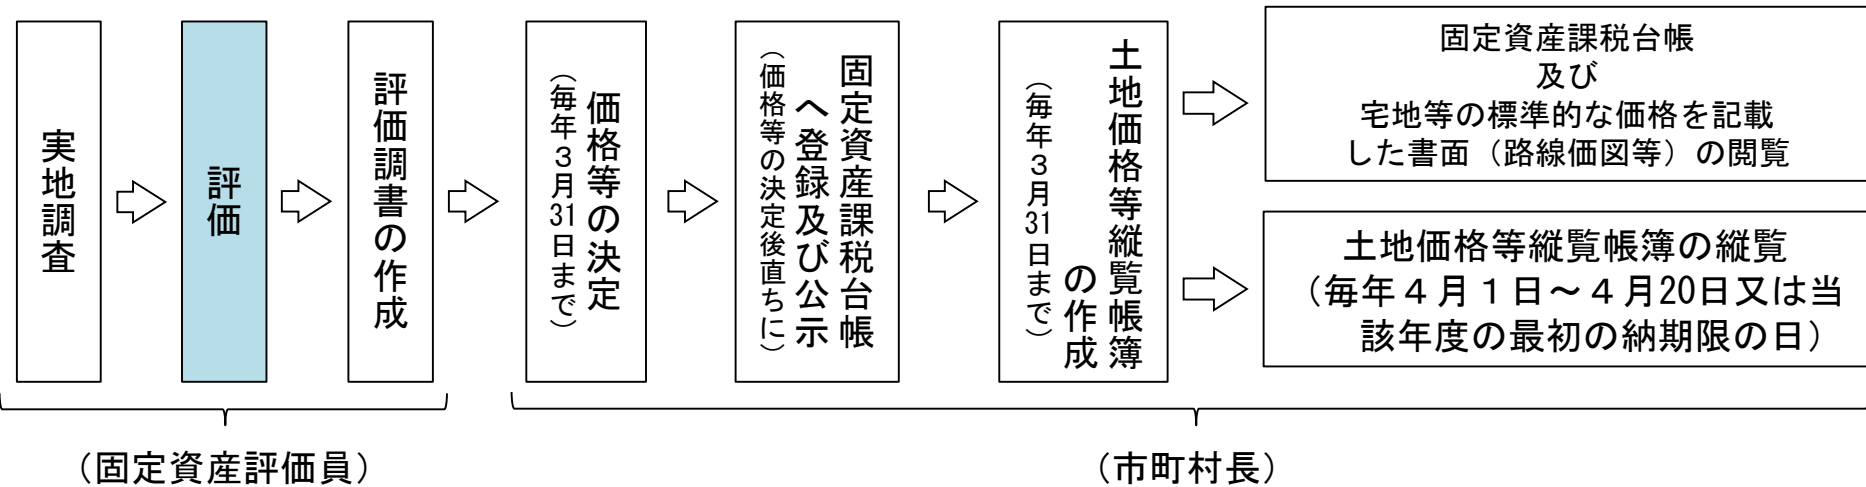 実地調査
評価
評価調書の作成
価格等の決定
（毎年３月31日まで）
固定資産課税台帳
へ登録及び公示
（価格等の決定後直ちに）
土地価格等縦覧帳簿
の作成
（毎年３月31日まで）
固定資産課税台帳
及び
宅地等の標準的な価格を記載
した書面（路線価図等）の閲覧
土地価格等縦覧帳簿の縦覧
（毎年４月１日～４月20日又は当
該年度の最初の納期限の日）
（固定資産評価員）
（市町村長）